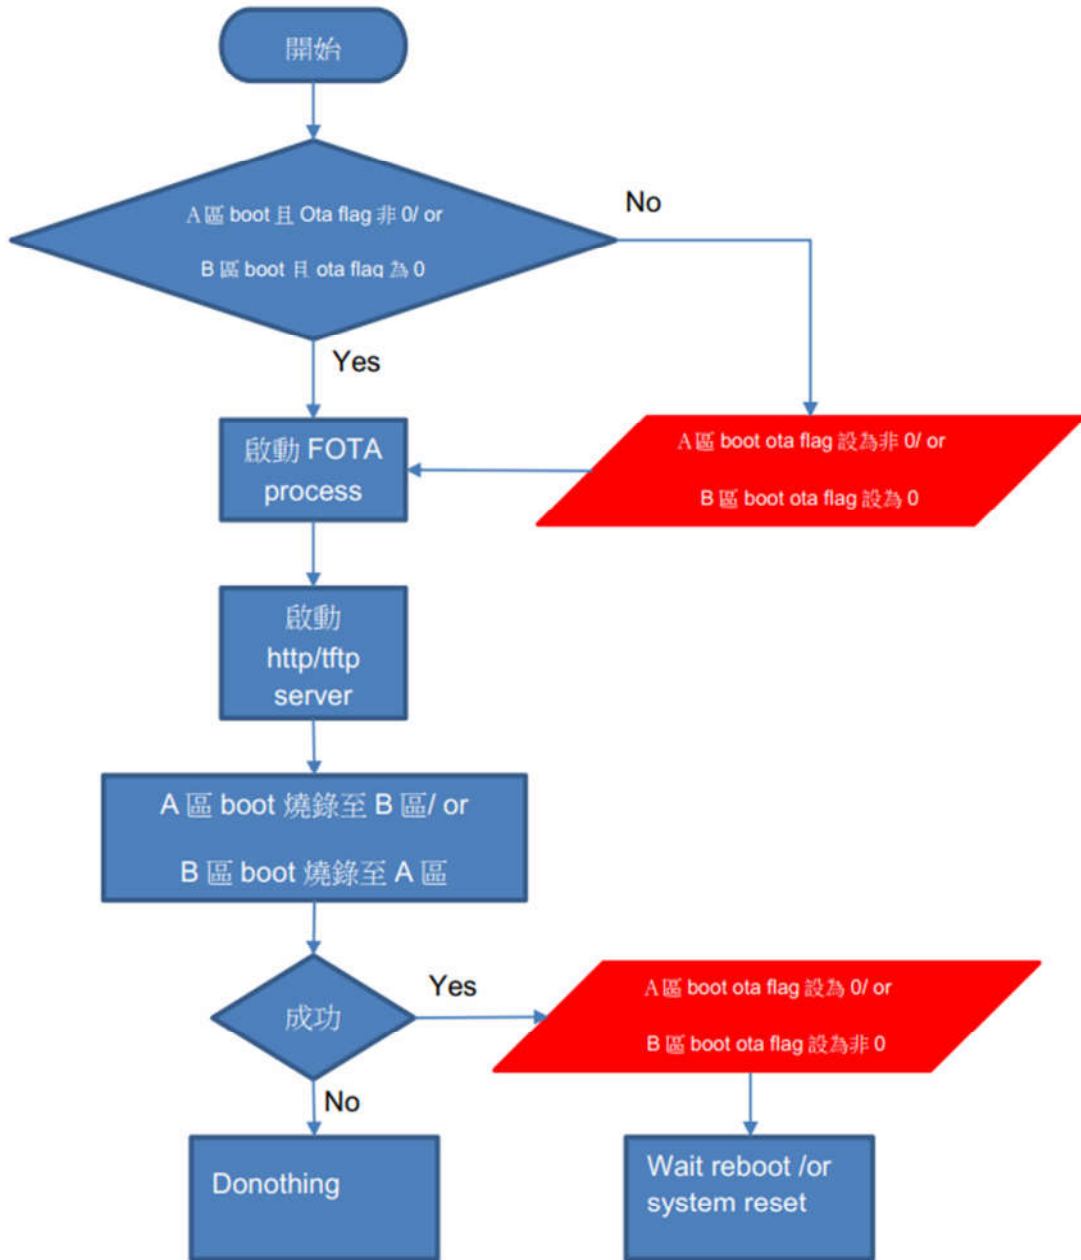 開始
A 區 boot 且 Ota flag 非 0/ or
B 區 boot 且 ota flag 為 0
No
Yes
A 區 boot ota flag 設為非 0/ or
B 區 boot ota flag 設為 0
啟動 FOTA
process
啟動
http/tftp
server
A 區 boot 燒錄至 B 區/ or
B 區 boot 燒錄至 A 區
成功
Yes
A 區 boot ota flag 設為 0/ or
B 區 boot ota flag 設為非 0
No
Donothing
Wait reboot /or
system reset